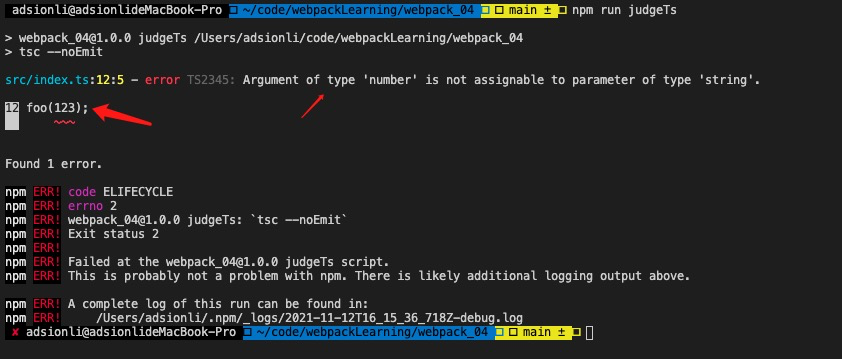 adsionli@adsionlideMacBook-Pro ~/code/webpackLearning/webpack_04 main ± npm run judgeTs
> webpack_04@1.0.0 judgeTs /Users/adsionli/code/webpackLearning/webpack_04
> tsc --noEmit
src/index.ts:12:5 - error TS2345: Argument of type 'number' is not assignable to parameter of type 'string'.
12 foo(123);
Found 1 error.
npm ERR! code ELIFECYCLE
npm ERR! errno 2
npm ERR! webpack_04@1.0.0 judgeTs: `tsc --noEmit`
npm ERR! Exit status 2
npm ERR!
npm ERR! Failed at the webpack_04@1.0.0 judgeTs script.
npm ERR! This is probably not a problem with npm. There is likely additional logging output above.
npm ERR! A complete log of this run can be found in:
npm ERR!     /Users/adsionli/.npm/_logs/2021-11-12T16_15_36_718Z-debug.log
✘ adsionli@adsionlideMacBook-Pro ~/code/webpackLearning/webpack_04 main ±